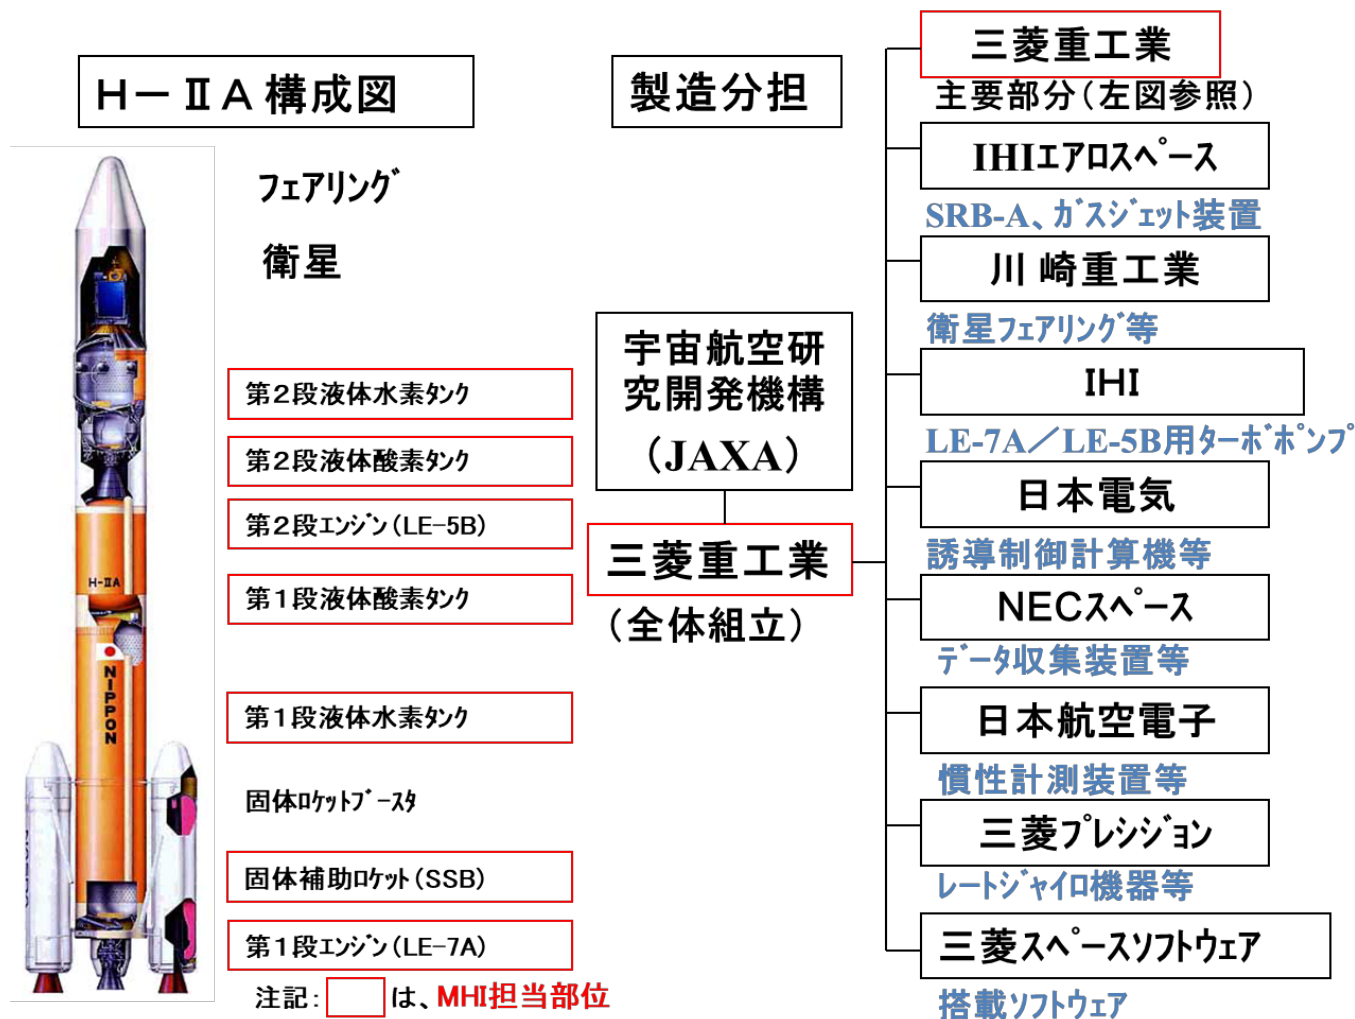 H－ⅡA構成図
フェアリング
衛星
第2段液体水素タンク
第2段液体酸素タンク
第2段エンジン(LE-5B)
第1段液体酸素タンク
第1段液体水素タンク
固体ロケットブースタ
固体補助ロケット(SSB)
第1段エンジン(LE-7A)
注記: は、MHI担当部位
H-ⅡA
NIPPON
製造分担
宇宙航空研
究開発機構
(JAXA)
三菱重工業
(全体組立)
三菱重工業
主要部分(左図参照)
IHIエアロスペース
SRB-A、ガスジェット装置
川崎重工業
衛星フェアリング等
IHI
LE-7A／LE-5B用ターボポンプ
日本電気
誘導制御計算機等
NECスペース
データ収集装置等
日本航空電子
慣性計測装置等
三菱プレシジョン
レートジャイロ機器等
三菱スペースソフトウェア
搭載ソフトウェア